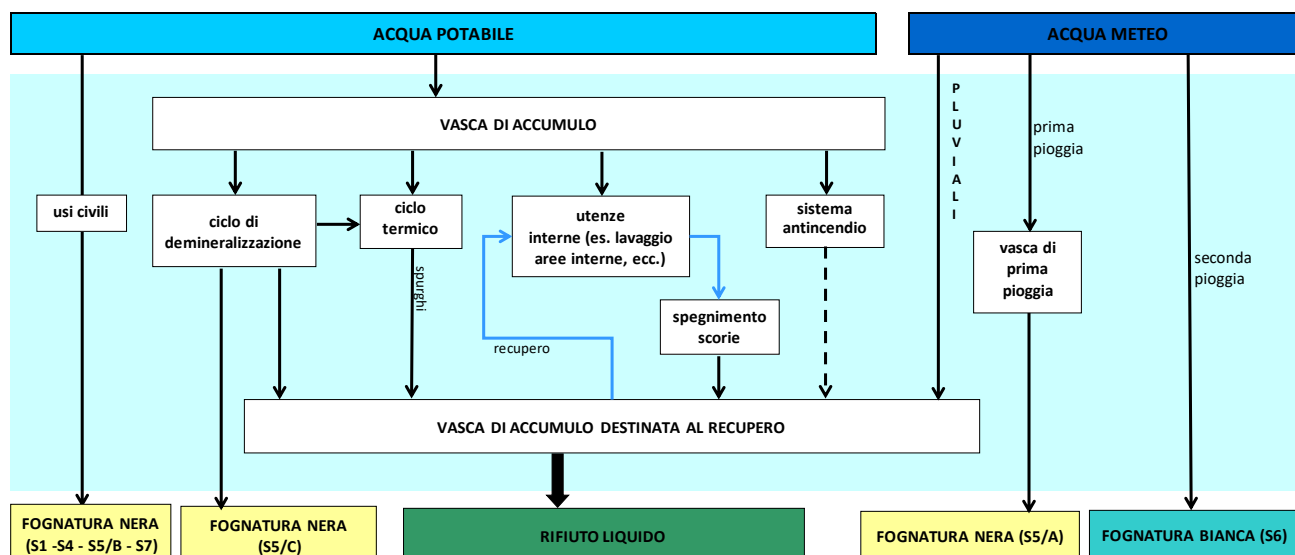 ACQUA POTABILE
ACQUA METEO
PLUVIALI
VASCA DI ACCUMULO
prima
pioggia
usi civili
ciclo di
demineralizzazione
ciclo
termico
utenze
interne (es. lavaggio
aree interne, ecc.)
sistema
antincendio
vasca di
prima
pioggia
seconda
pioggia
spurghi
spegnimento
scorie
recupero
VASCA DI ACCUMULO DESTINATA AL RECUPERO
FOGNATURA NERA
(S1 -S4 - S5/B - S7)
FOGNATURA NERA
(S5/C)
RIFIUTO LIQUIDO
FOGNATURA NERA (S5/A)
FOGNATURA BIANCA (S6)